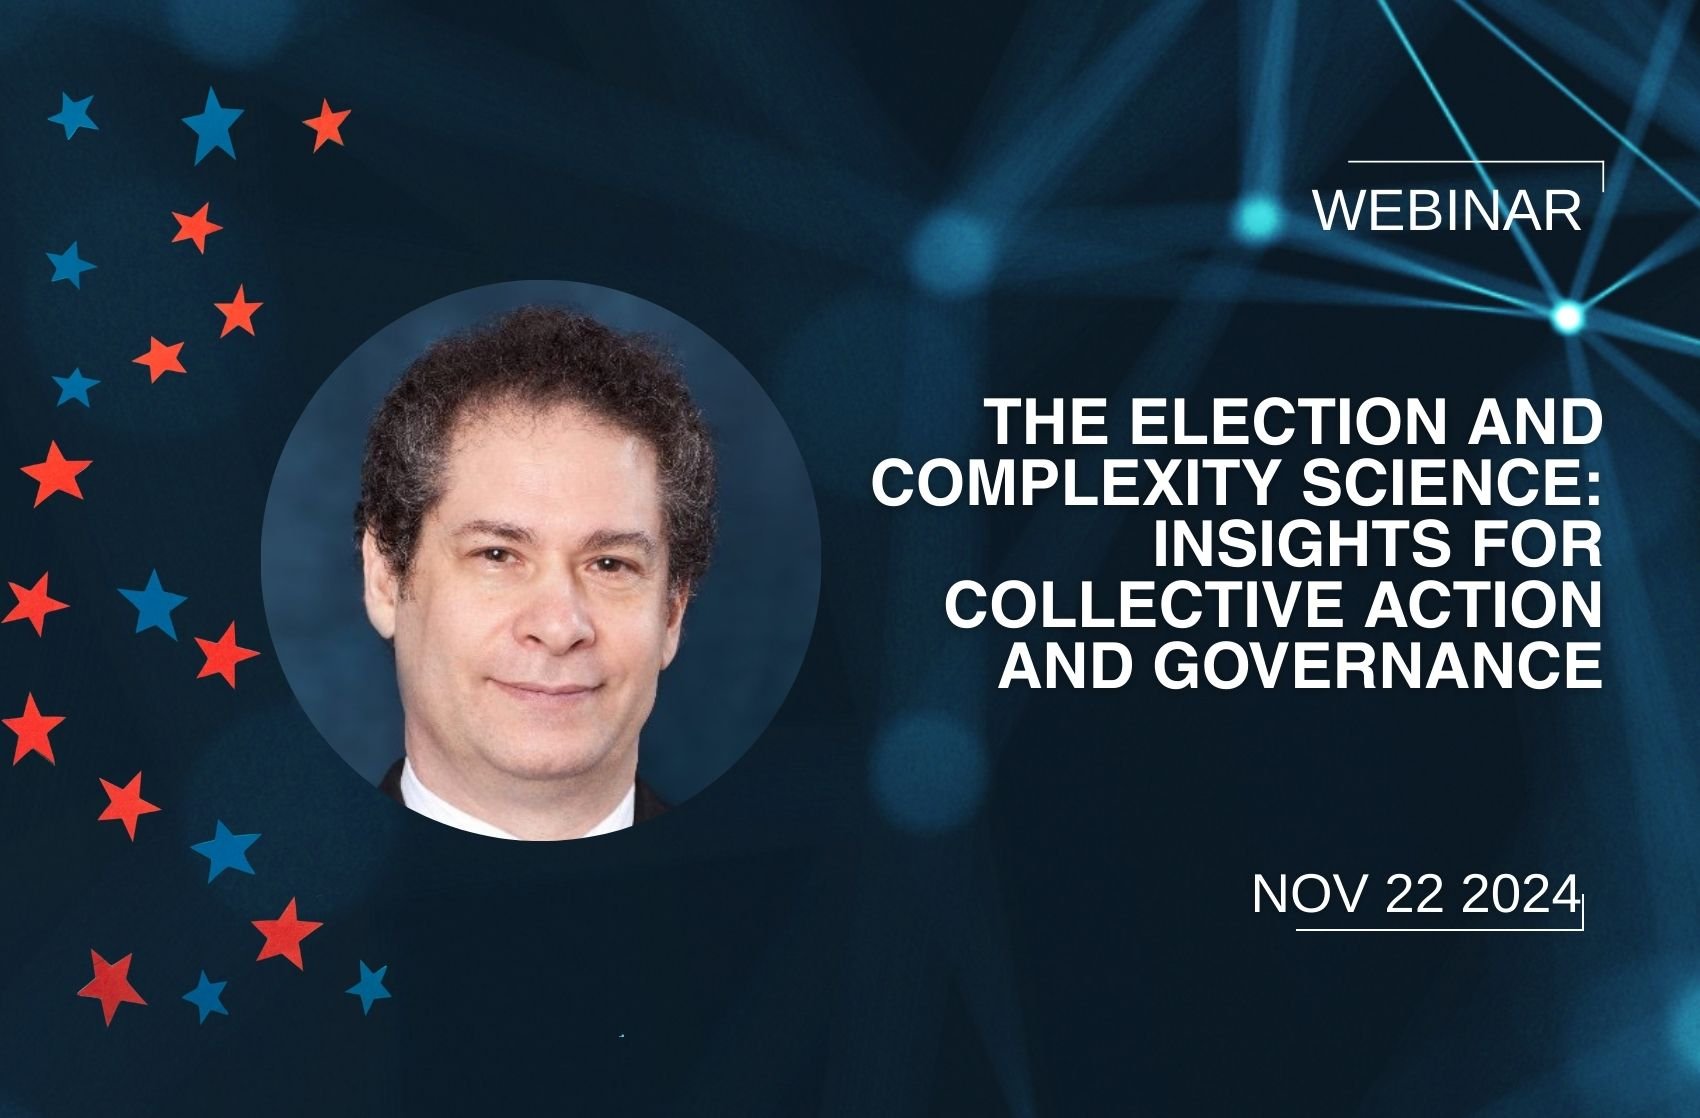 WEBINAR
THE ELECTION AND
COMPLEXITY SCIENCE:
INSIGHTS FOR
COLLECTIVE ACTION
AND GOVERNANCE
NOV 22 2024